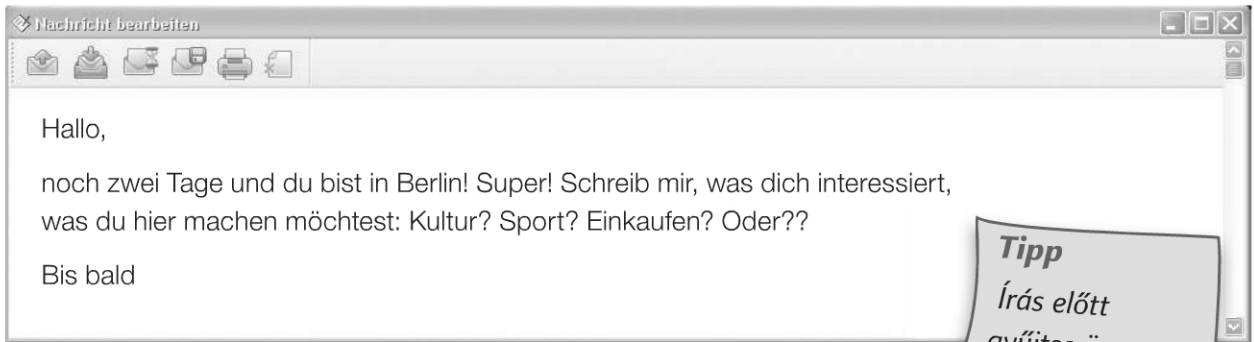 Nachricht bearbeiten
Hallo,
noch zwei Tage und du bist in Berlin! Super! Schreib mir, was dich interessiert,
was du hier machen möchtest: Kultur? Sport? Einkaufen? Oder??
Bis bald
Tipp
Írás előtt